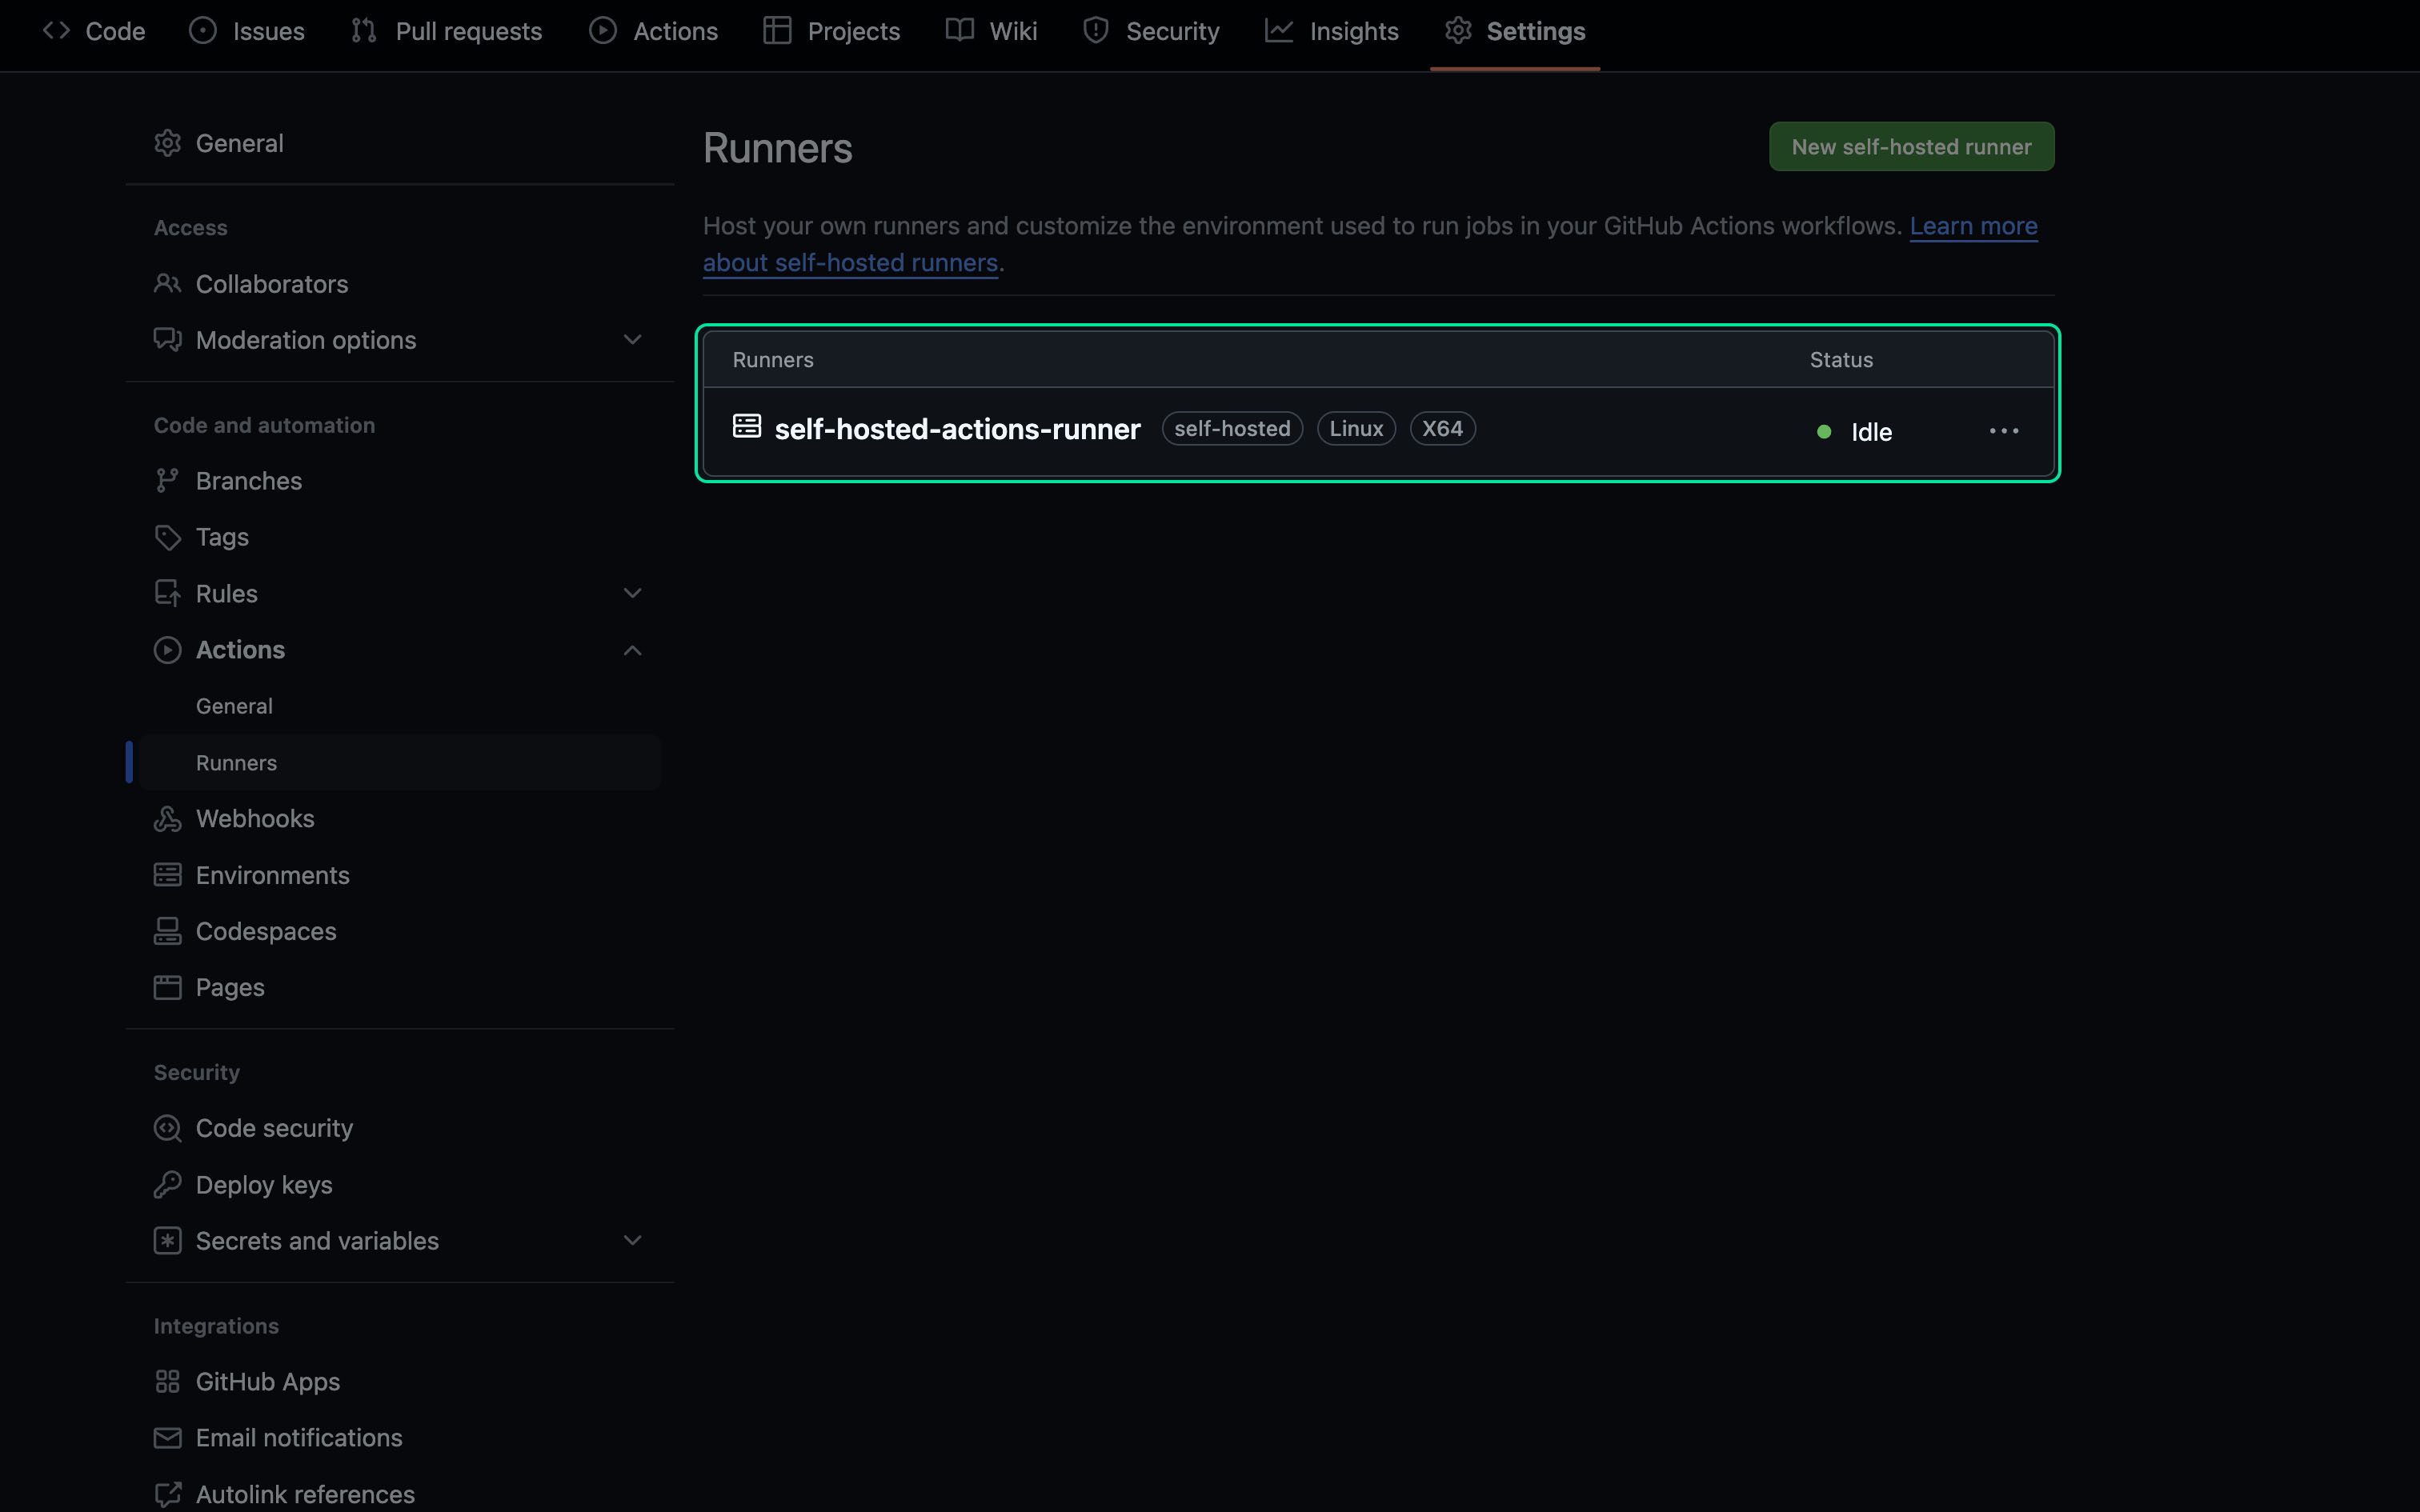 Code Issues Pull requests Actions Projects Wiki Security Insights Settings
General
Access
Collaborators
Moderation options
Code and automation
Branches
Tags
Rules
Actions
General
Runners
Webhooks
Environments
Codespaces
Pages
Security
Code security
Deploy keys
Secrets and variables
Integrations
GitHub Apps
Email notifications
Autolink references
Runners
New self-hosted runner
Host your own runners and customize the environment used to run jobs in your GitHub Actions workflows. Learn more
about self-hosted runners.
Runners Status
self-hosted-actions-runner self-hosted Linux X64 Idle